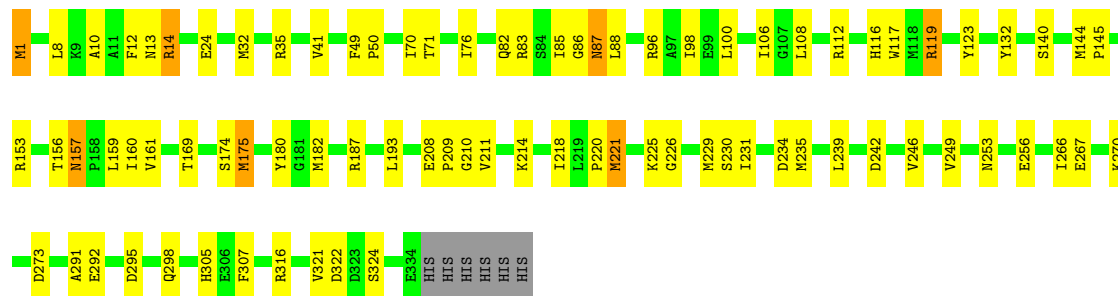 M1 L8 K9 A10 A11 F12 N13 R14 E24 M32 R35 V41 F49 P50 I70 T71 I76 Q82 R83 S84 I85 G86 N87 L88 R96 A97 I98 E99 L100 I106 G107 L108 R112 H116 W117 M118 R119 Y123 Y132 S140 M144 P145
R153 T156 N157 P158 L159 I160 V161 T169 S174 M175 Y180 G181 M182 R187 L193 E208 P209 G210 V211 K214 I218 L219 P220 M221 K225 G226 M229 S230 I231 D234 M235 L239 D242 V246 V249 N253 E256 I266 E267 K270
D273 A291 E292 D295 Q298 H305 E306 F307 R316 V321 D322 D323 S324 E334 HIS HIS HIS HIS HIS HIS